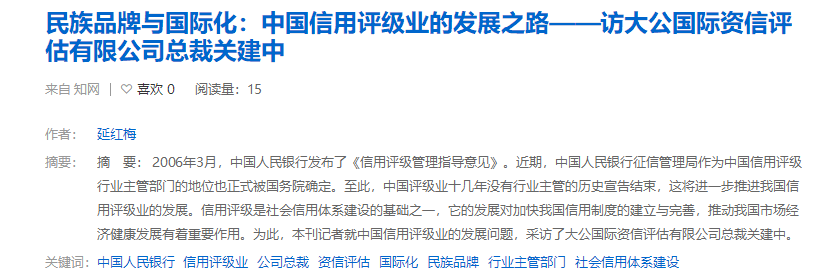 民族品牌与国际化：中国信用评级业的发展之路——访大公国际资信评
估有限公司总裁关建中
来自 知网 | 喜欢 0 阅读量：15
作者： 延红梅
摘要： 摘 要： 2006年3月，中国人民银行发布了《信用评级管理指导意见》。近期，中国人民银行征信管理局作为中国信用评级
行业主管部门的地位也正式被国务院确定。至此，中国评级业十几年没有行业主管的历史宣告结束，这将进一步推进我国信
用评级业的发展。信用评级是社会信用体系建设的基础之一，它的发展对加快我国信用制度的建立与完善，推动我国市场经
济健康发展有着重要作用。为此，本刊记者就中国信用评级业的发展问题，采访了大公国际资信评估有限公司总裁关建中。
关键词： 中国人民银行 信用评级业 公司总裁 资信评估 国际化 民族品牌 行业主管部门 社会信用体系建设